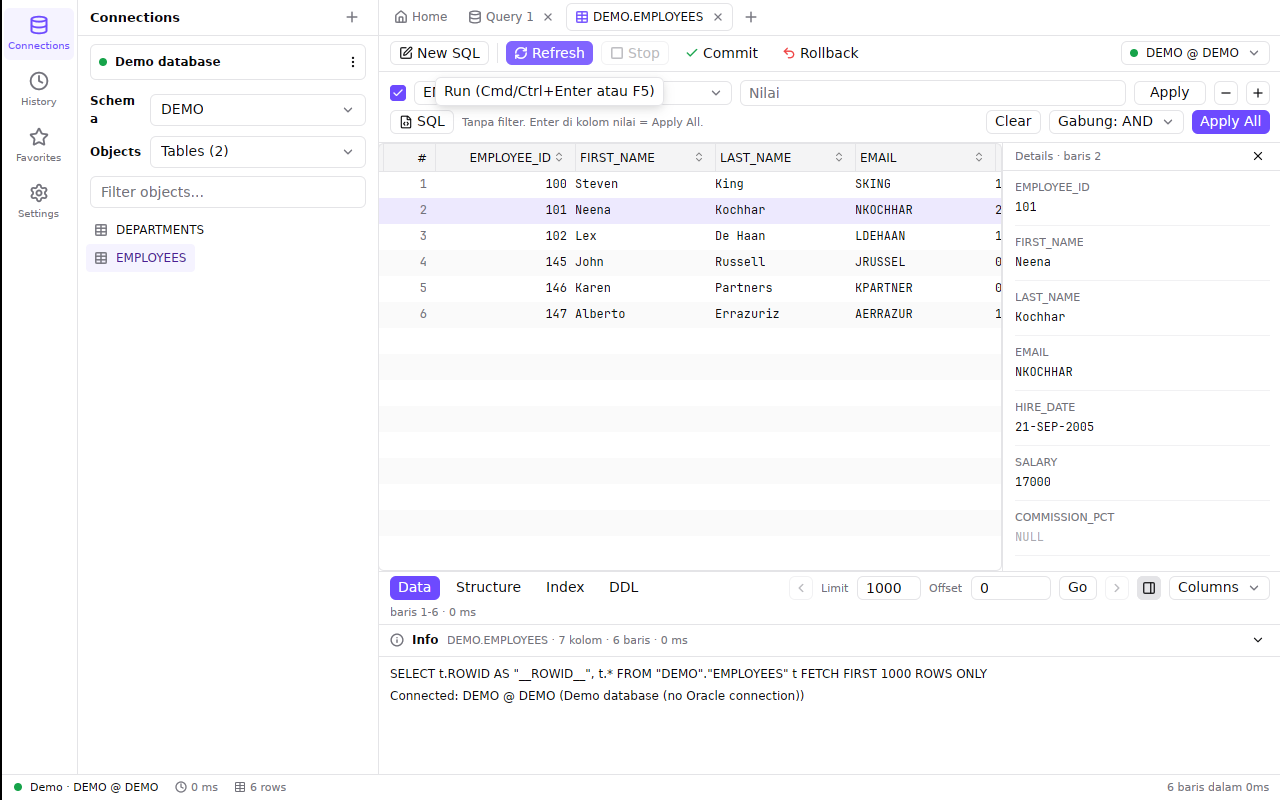 Connections
Home
Query 1
DEMO.EMPLOYEES
Connections
Demo database
New SQL
Refresh
Stop
Commit
Rollback
DEMO @ DEMO
History
Schema
DEMO
Run (Cmd/Ctrl+Enter atau F5)
Nilai
Apply
SQL
Tanpa filter. Enter di kolom nilai = Apply All.
Clear
Gabung: AND
Apply All
Favorites
Objects
Tables (2)
Settings
Filter objects...
DEPARTMENTS
EMPLOYEES
# EMPLOYEE_ID FIRST_NAME LAST_NAME EMAIL
1 100 Steven King SKING 1
2 101 Neena Kochhar NKOCHHAR 2
3 102 Lex De Haan LDEHAAN 1
4 145 John Russell JRUSSEL 0
5 146 Karen Partners KPARTNER 0
6 147 Alberto Errazuriz AERRAZUR 1
Details · baris 2
EMPLOYEE_ID
101
FIRST_NAME
Neena
LAST_NAME
Kochhar
EMAIL
NKOCHHAR
HIRE_DATE
21-SEP-2005
SALARY
17000
COMMISSION_PCT
NULL
Data
Structure
Index
DDL
Limit 1000
Offset 0
Go
Columns
baris 1-6 · 0 ms
Info DEMO.EMPLOYEES · 7 kolom · 6 baris · 0 ms
SELECT t.ROWID AS "__ROWID__", t.* FROM "DEMO"."EMPLOYEES" t FETCH FIRST 1000 ROWS ONLY
Connected: DEMO @ DEMO (Demo database (no Oracle connection))
Demo · DEMO @ DEMO
0 ms
6 rows
6 baris dalam 0ms